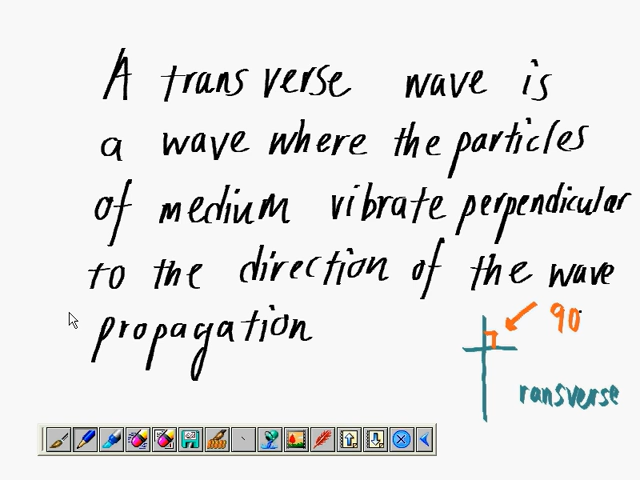 A transverse wave is
a wave where the particles
of medium vibrate perpendicular
to the direction of the wave
propagation
90
ransverse